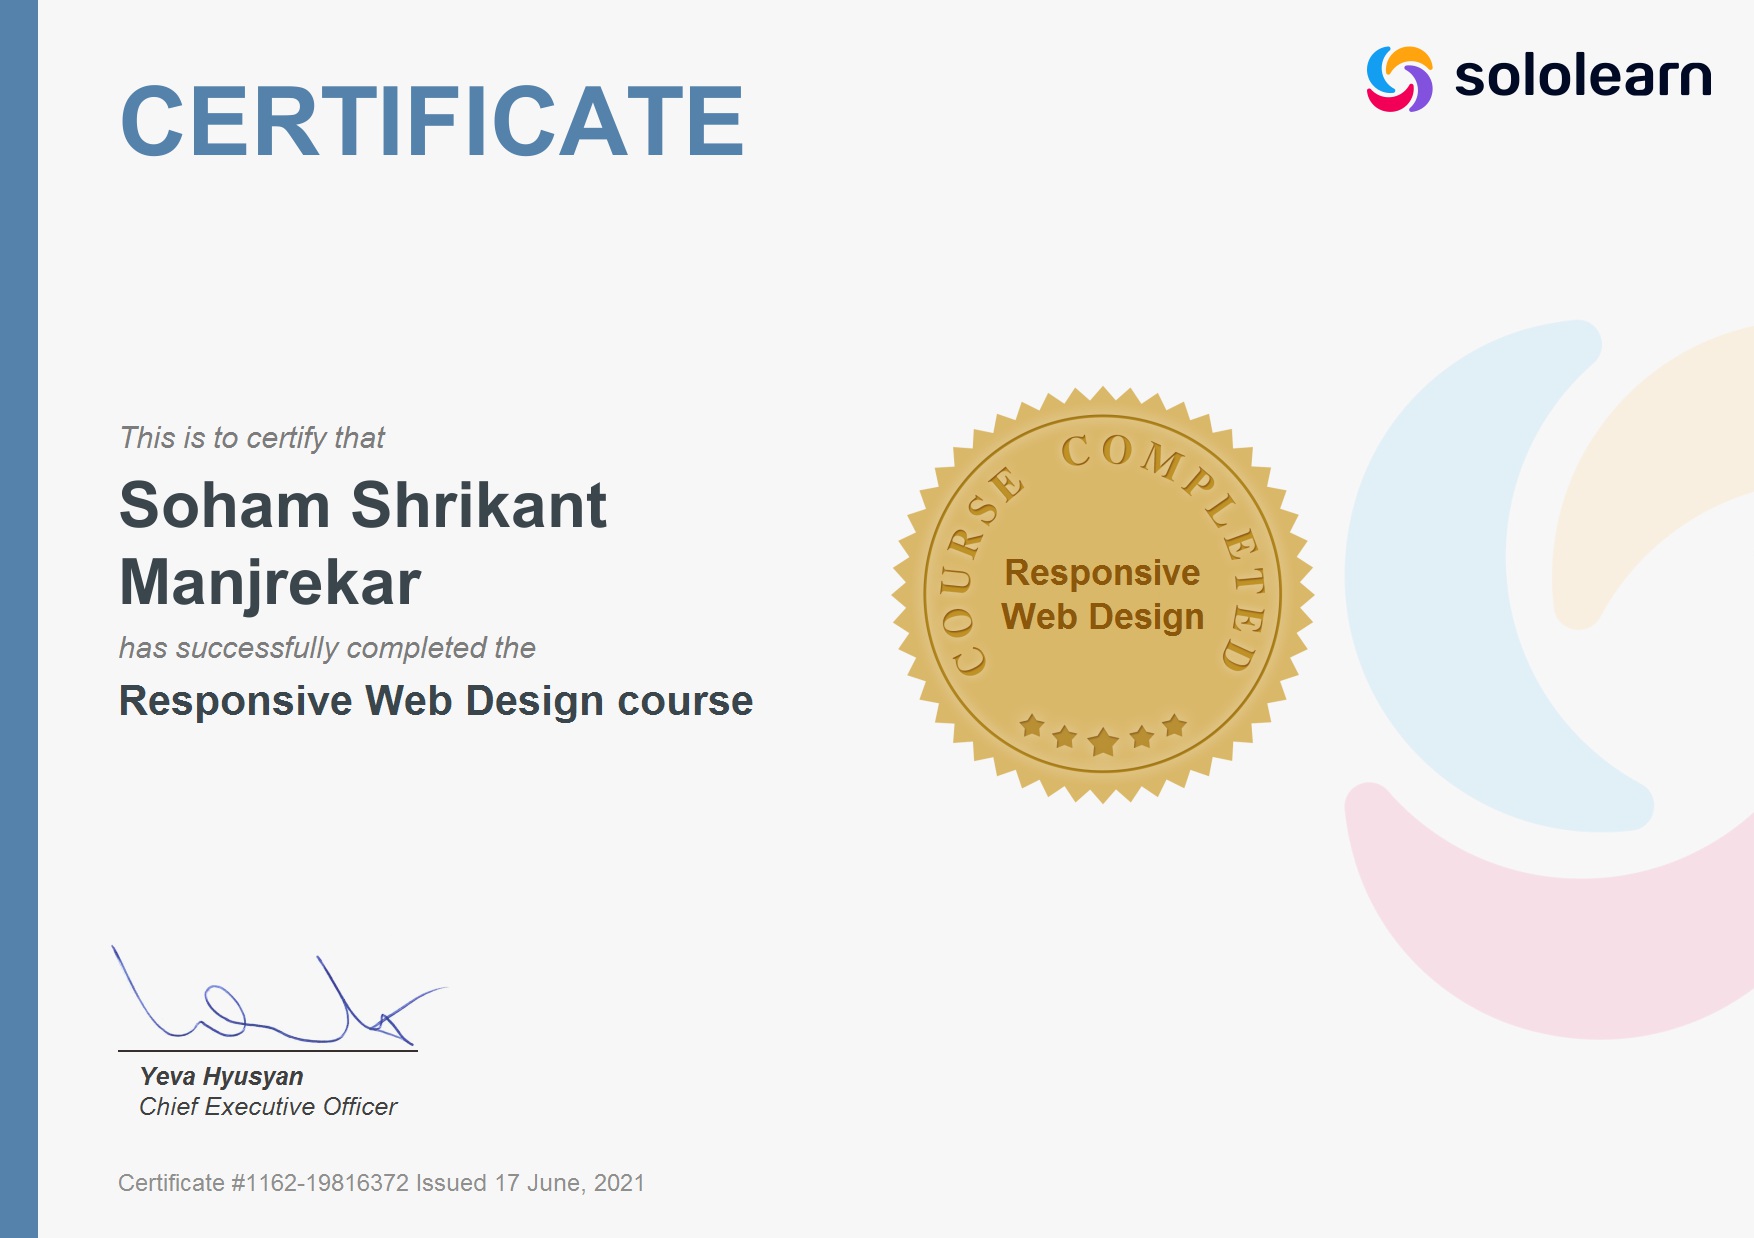 CERTIFICATE
sololearn
This is to certify that
Soham Shrikant
Manjrekar
has successfully completed the
Responsive Web Design course
COURSE COMPLETED
Responsive
Web Design
Yeva Hyusyan
Chief Executive Officer
Certificate #1162-19816372 Issued 17 June, 2021